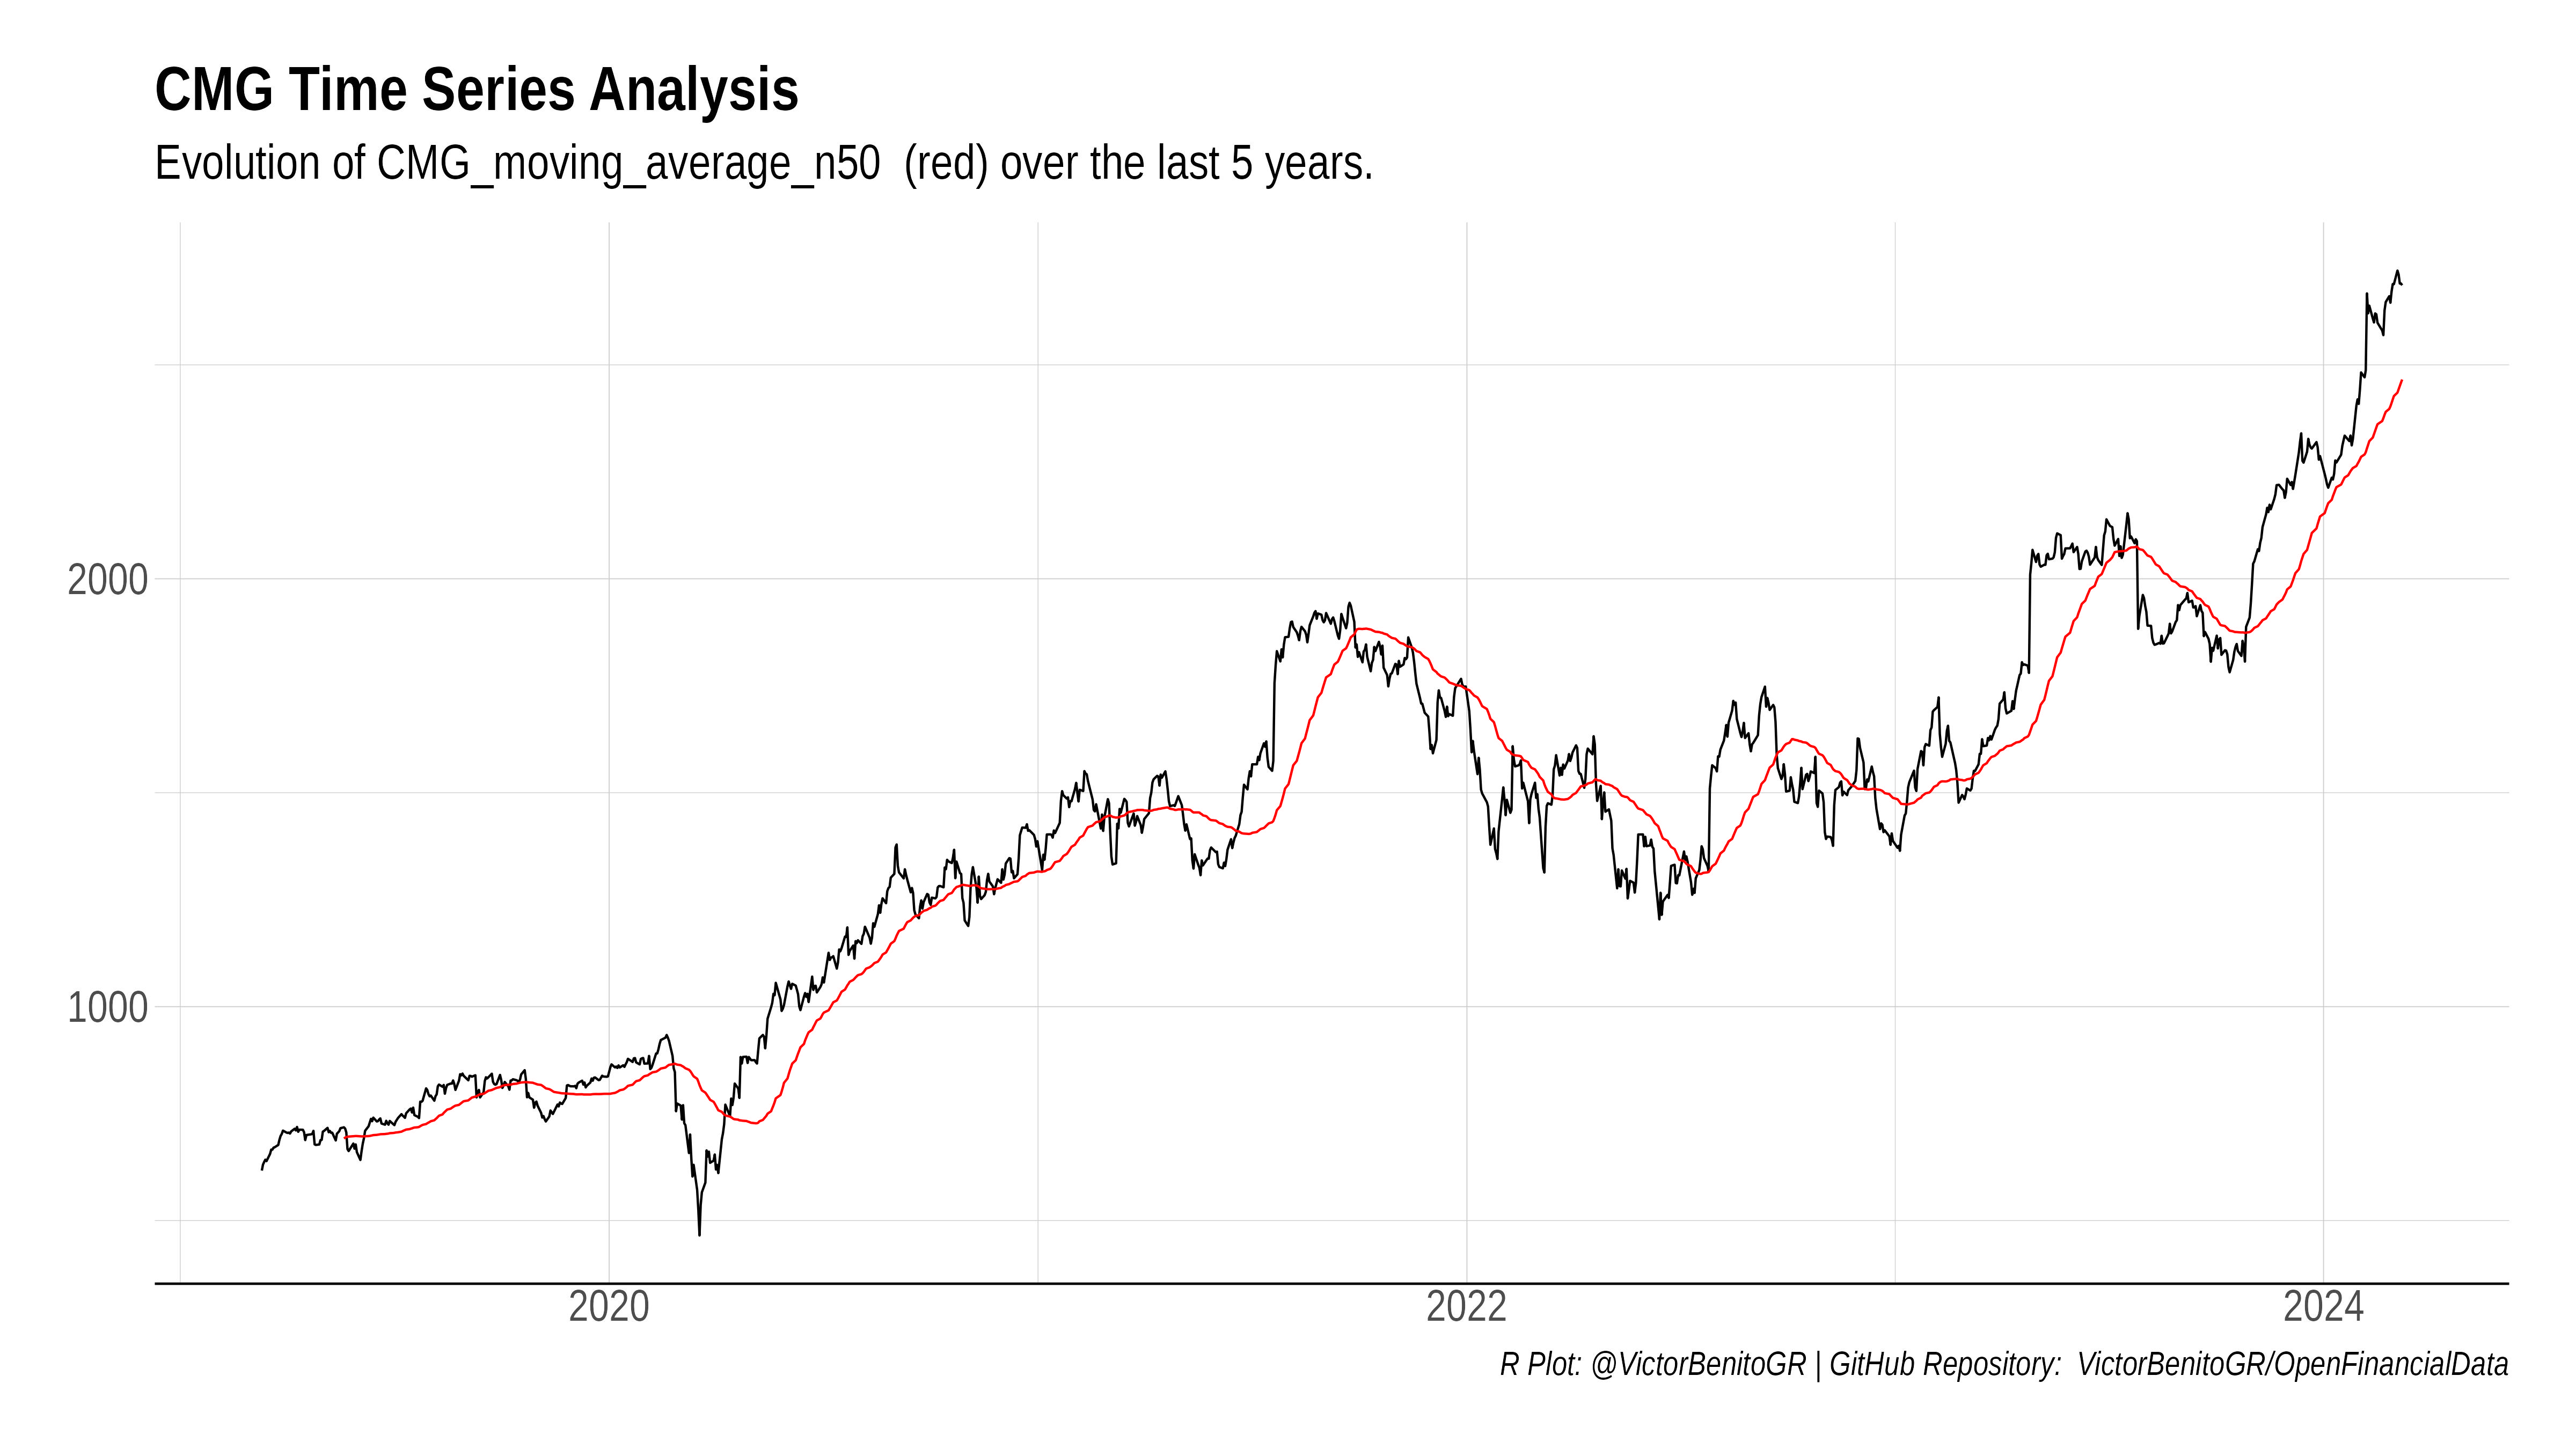 CMG Time Series Analysis
Evolution of CMG_moving_average_n50  (red) over the last 5 years.
2000
1000
2020 2022 2024
R Plot: @VictorBenitoGR | GitHub Repository:  VictorBenitoGR/OpenFinancialData